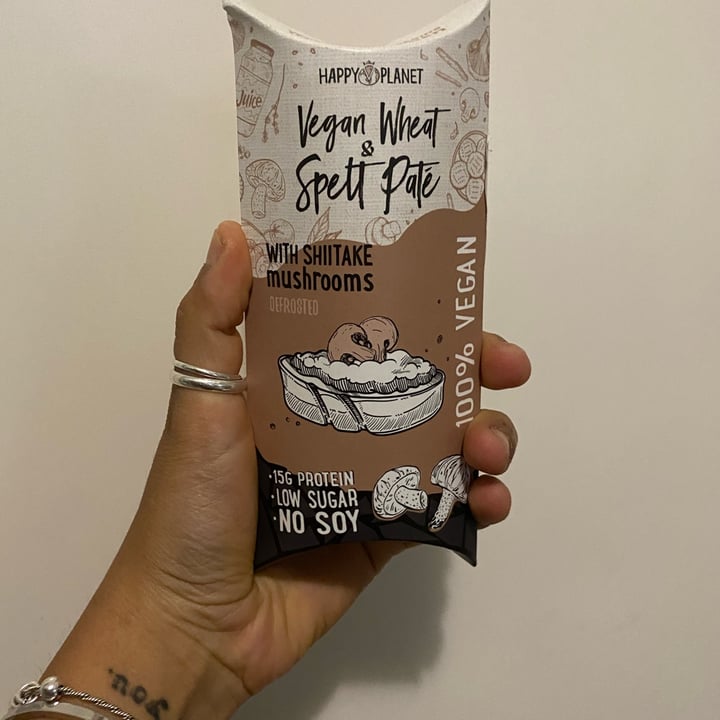 Juice
HAPPY PLANET
Vegan Wheat
&
Spelt Paté
WITH SHIITAKE
mushrooms
DEFROSTED
100% VEGAN
·15G PROTEIN
·LOW SUGAR
·NO SOY
you.